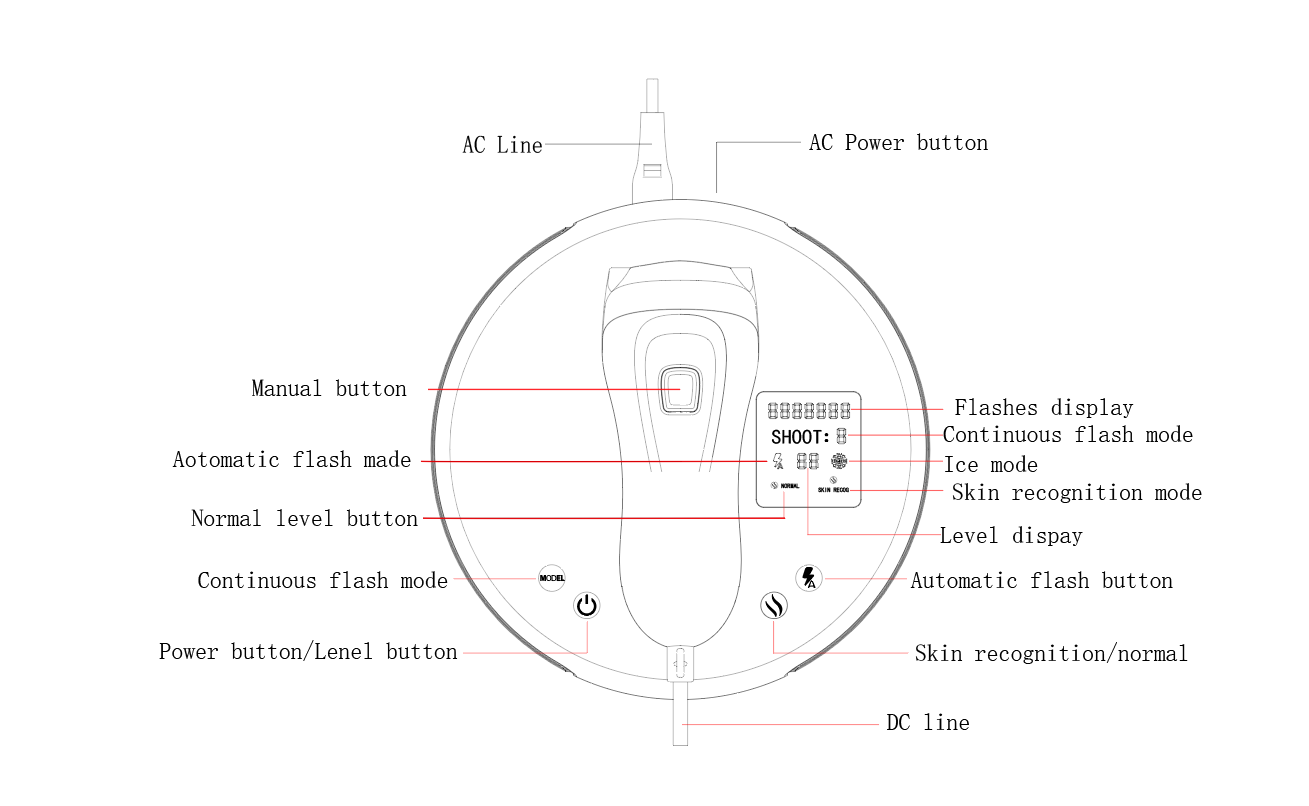 AC Line
AC Power button
Manual button
Flashes display
SHOOT:
Continuous flash mode
Aotomatic flash made
A
Ice mode
NORMAL
SKIN RECOG
Skin recognition mode
Normal level button
Level dispay
Continuous flash mode
MODEL
A
Automatic flash button
Power button/Lenel button
Skin recognition/normal
DC line